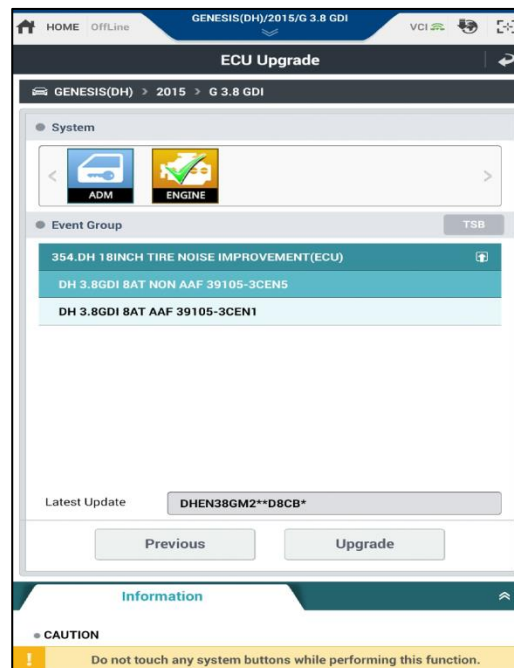 GENESIS(DH)/2015/G 3.8 GDI
HOME OffLine VCI
ECU Upgrade
GENESIS(DH) > 2015 > G 3.8 GDI
System
ADM ENGINE
Event Group TSB
354.DH 18INCH TIRE NOISE IMPROVEMENT(ECU)
DH 3.8GDI 8AT NON AAF 39105-3CEN5
DH 3.8GDI 8AT AAF 39105-3CEN1
Latest Update DHEN38GM2**D8CB*
Previous Upgrade
Information
CAUTION
! Do not touch any system buttons while performing this function.